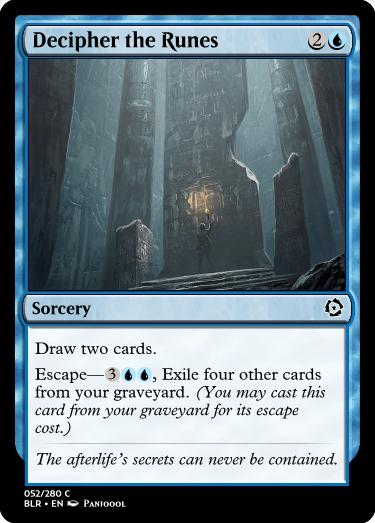 Decipher the Runes 2
Sorcery
Draw two cards.
Escape—3, Exile four other cards
from your graveyard. (You may cast this
card from your graveyard for its escape
cost.)
The afterlife's secrets can never be contained.
052/280 C
BLR • EN Pantoool